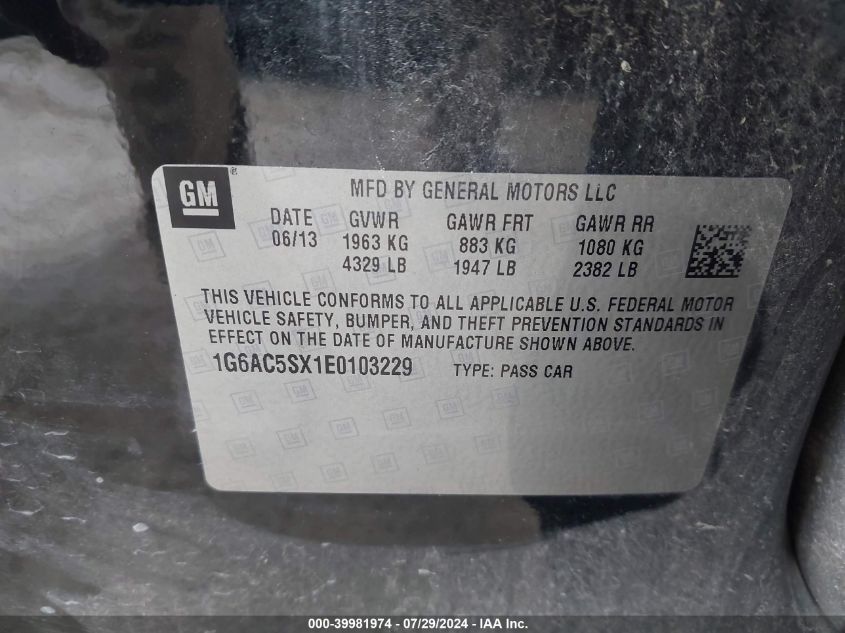 GM ®
MFD BY GENERAL MOTORS LLC
DATE GVWR GAWR FRT GAWR RR
06/13 1963 KG 883 KG 1080 KG
4329 LB 1947 LB 2382 LB
THIS VEHICLE CONFORMS TO ALL APPLICABLE U.S. FEDERAL MOTOR
VEHICLE SAFETY, BUMPER, AND THEFT PREVENTION STANDARDS IN
EFFECT ON THE DATE OF MANUFACTURE SHOWN ABOVE.
1G6AC5SX1E0103229 TYPE: PASS CAR
000-39981974 - 07/29/2024 - IAA Inc.